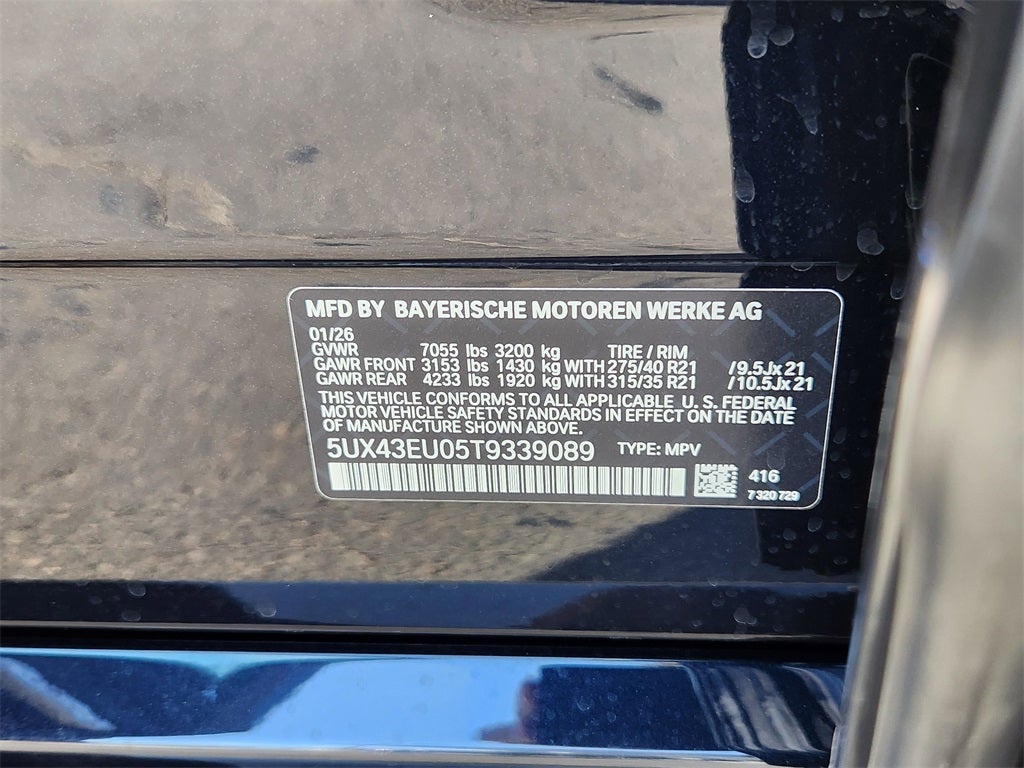 MFD BY BAYERISCHE MOTOREN WERKE AG
01/26
GVWR 7055 lbs 3200 kg TIRE / RIM
GAWR FRONT 3153 lbs 1430 kg WITH 275/40 R21 / 9.5Jx21
GAWR REAR 4233 lbs 1920 kg WITH 315/35 R21 / 10.5Jx21
THIS VEHICLE CONFORMS TO ALL APPLICABLE U. S. FEDERAL
MOTOR VEHICLE SAFETY STANDARDS IN EFFECT ON THE DATE
OF MANUFACTURE SHOWN ABOVE.
5UX43EU05T9339089 TYPE: MPV
416
7 320 729